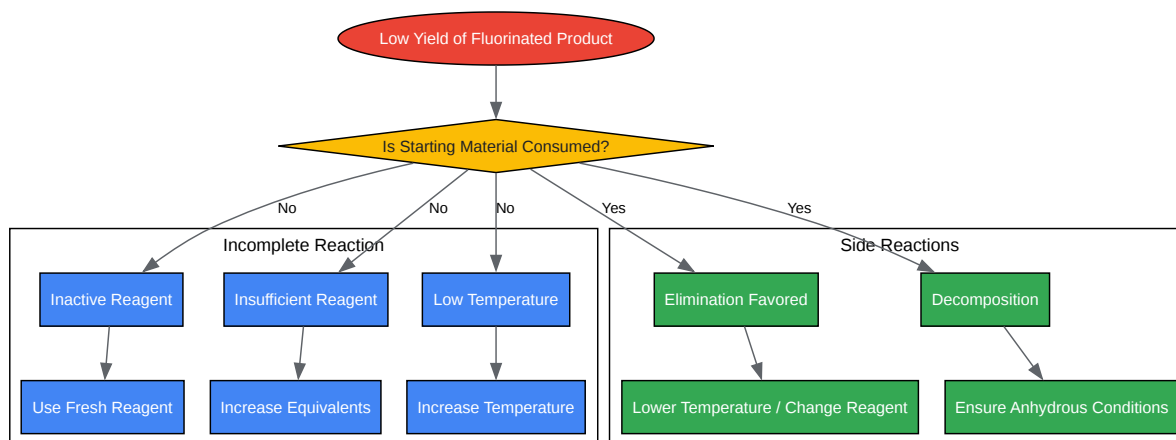 Low Yield of Fluorinated Product
Is Starting Material Consumed?
No
No
No
Yes
Yes
Incomplete Reaction
Side Reactions
Inactive Reagent
Insufficient Reagent
Low Temperature
Elimination Favored
Decomposition
Use Fresh Reagent
Increase Equivalents
Increase Temperature
Lower Temperature / Change Reagent
Ensure Anhydrous Conditions